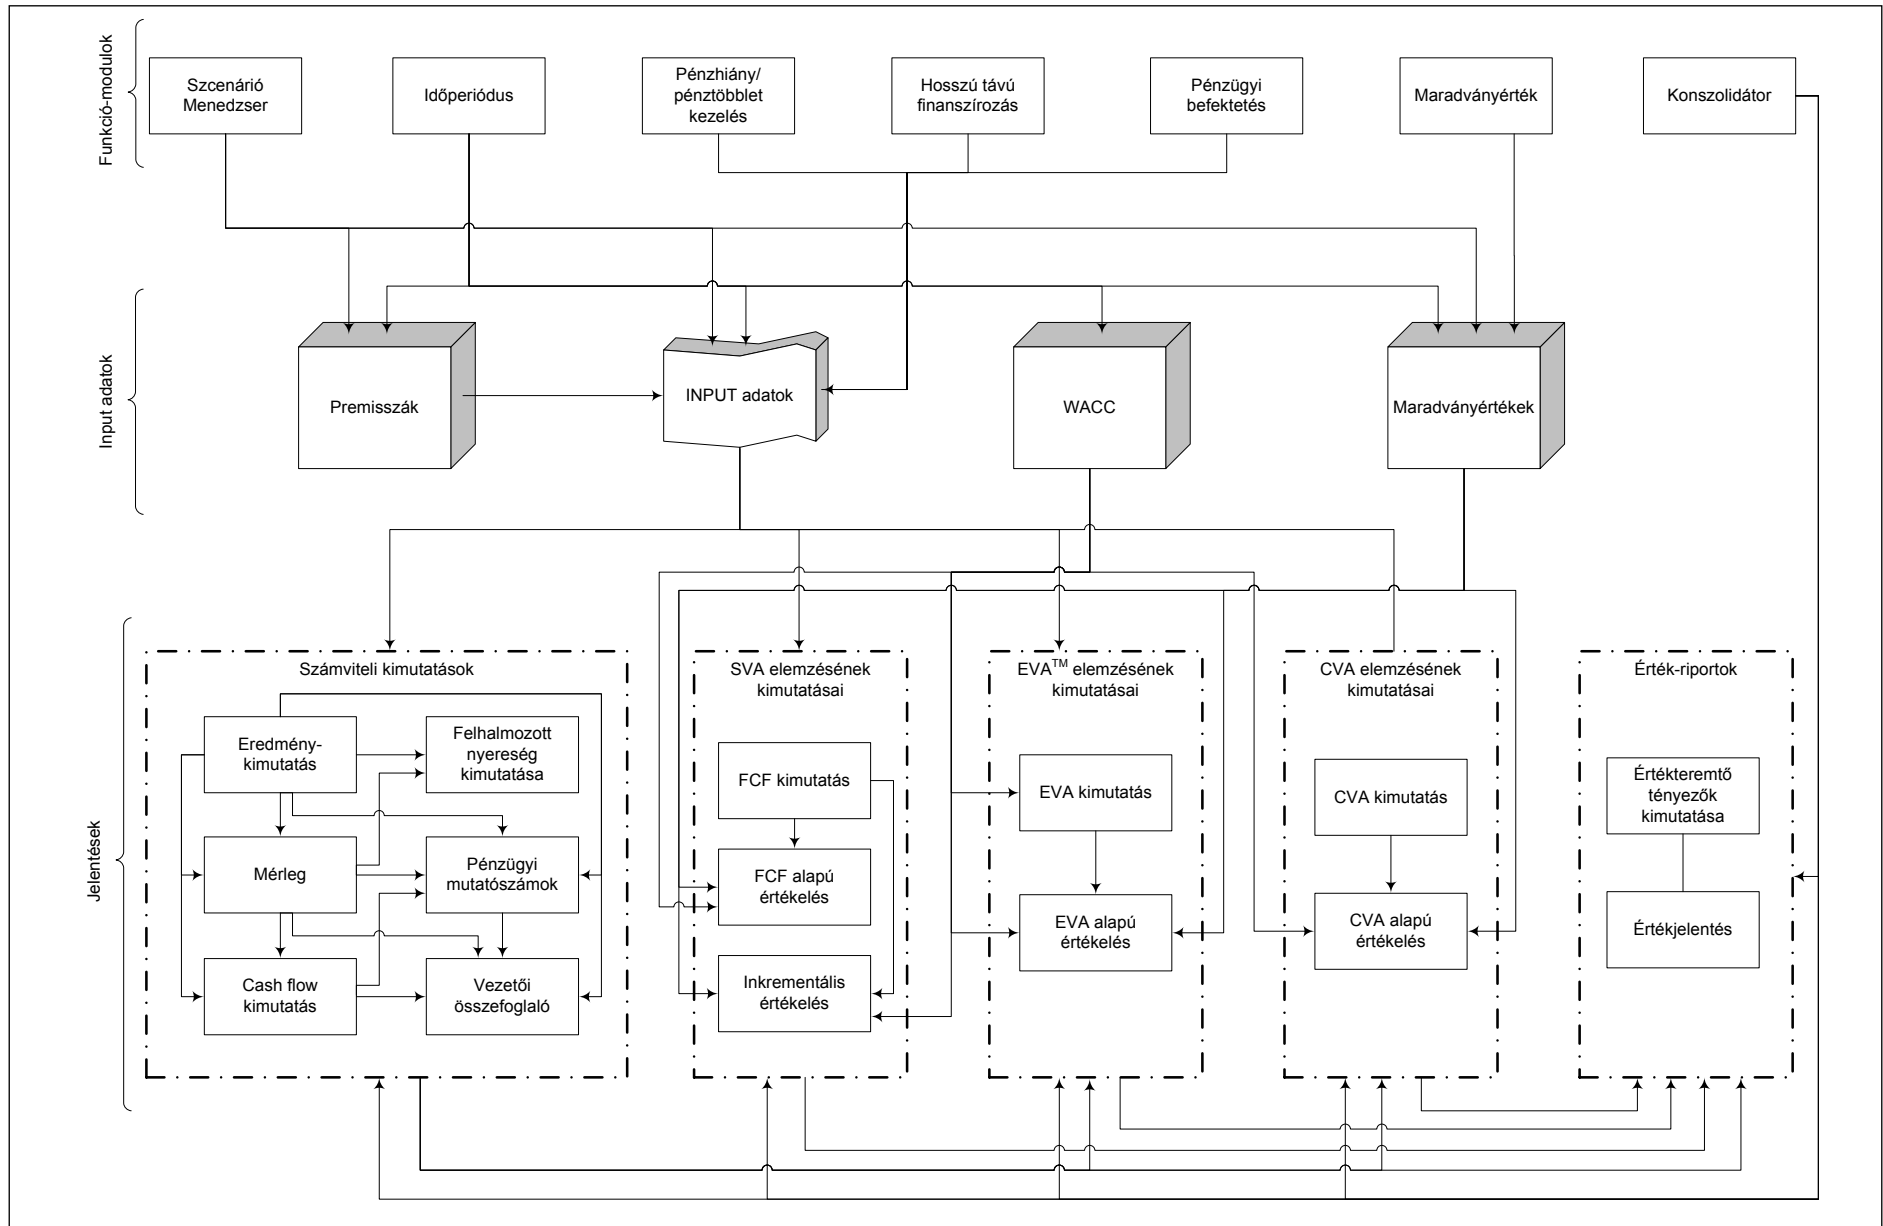 Funkció-modulok
Szcenárió
Menedzser
Időperiódus
Pénzhiány/
pénztöbblet
kezelés
Hosszú távú
finanszírozás
Pénzügyi
befektetés
Maradványérték
Konszolidátor
Input adatok
Premisszák
INPUT adatok
WACC
Maradványértékek
Jelentések
Számviteli kimutatások
Eredmény-
kimutatás
Felhalmozott
nyereség
kimutatása
Mérleg
Pénzügyi
mutatószámok
Cash flow
kimutatás
Vezetői
összefoglaló
SVA elemzésének
kimutatásai
FCF kimutatás
FCF alapú
értékelés
Inkrementális
értékelés
EVA™ elemzésének
kimutatásai
EVA kimutatás
EVA alapú
értékelés
CVA elemzésének
kimutatásai
CVA kimutatás
CVA alapú
értékelés
Érték-riportok
Értékteremtő
tényezők
kimutatása
Értékjelentés